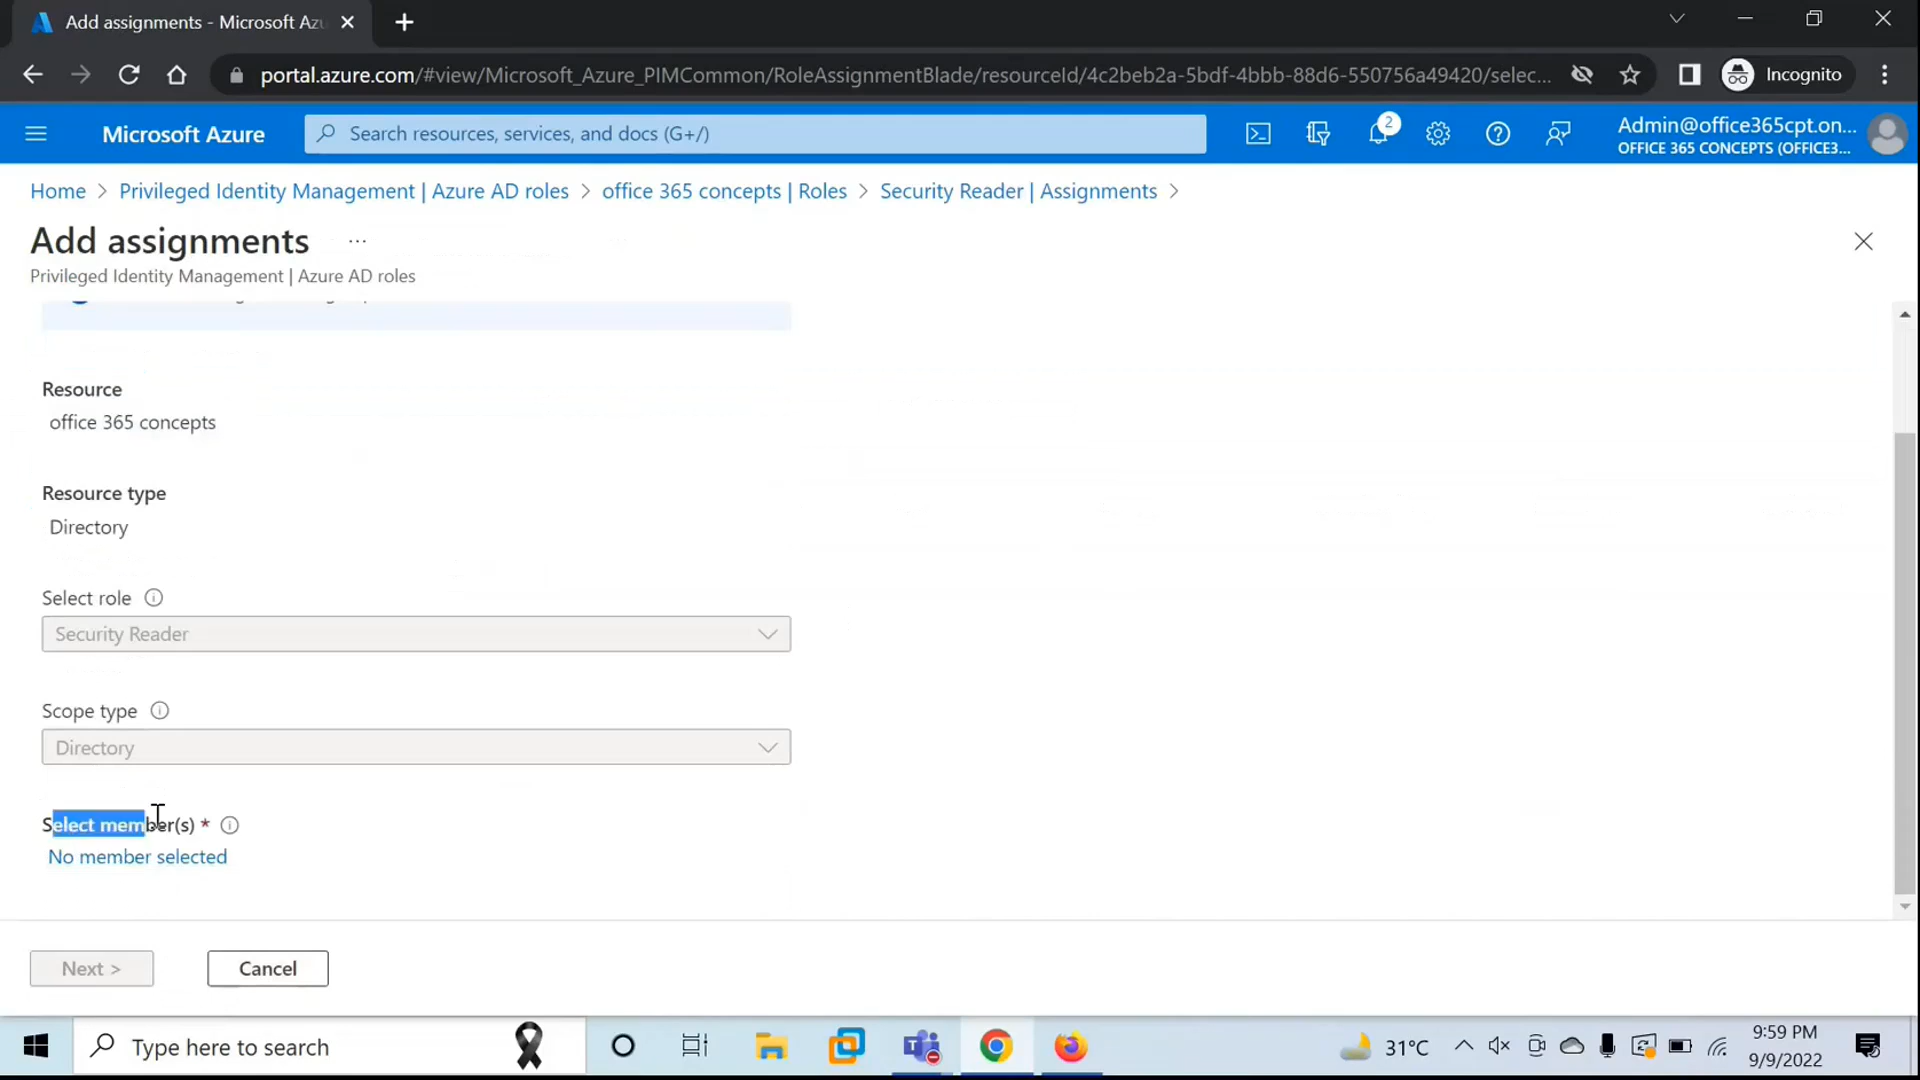 Add assignments - Microsoft Azu
portal.azure.com/#view/Microsoft_Azure_PIMCommon/RoleAssignmentBlade/resourceId/4c2beb2a-5bdf-4bbb-88d6-550756a49420/selec...
Incognito
Microsoft Azure
Search resources, services, and docs (G+/)
2
Admin@office365cpt.on...
OFFICE 365 CONCEPTS (OFFICE3...
Home > Privileged Identity Management | Azure AD roles > office 365 concepts | Roles > Security Reader | Assignments >
Add assignments ...
Privileged Identity Management | Azure AD roles
Resource
office 365 concepts
Resource type
Directory
Select role
Security Reader
Scope type
Directory
Select member(s) *
No member selected
Next >
Cancel
Type here to search
31°C
9:59 PM
9/9/2022